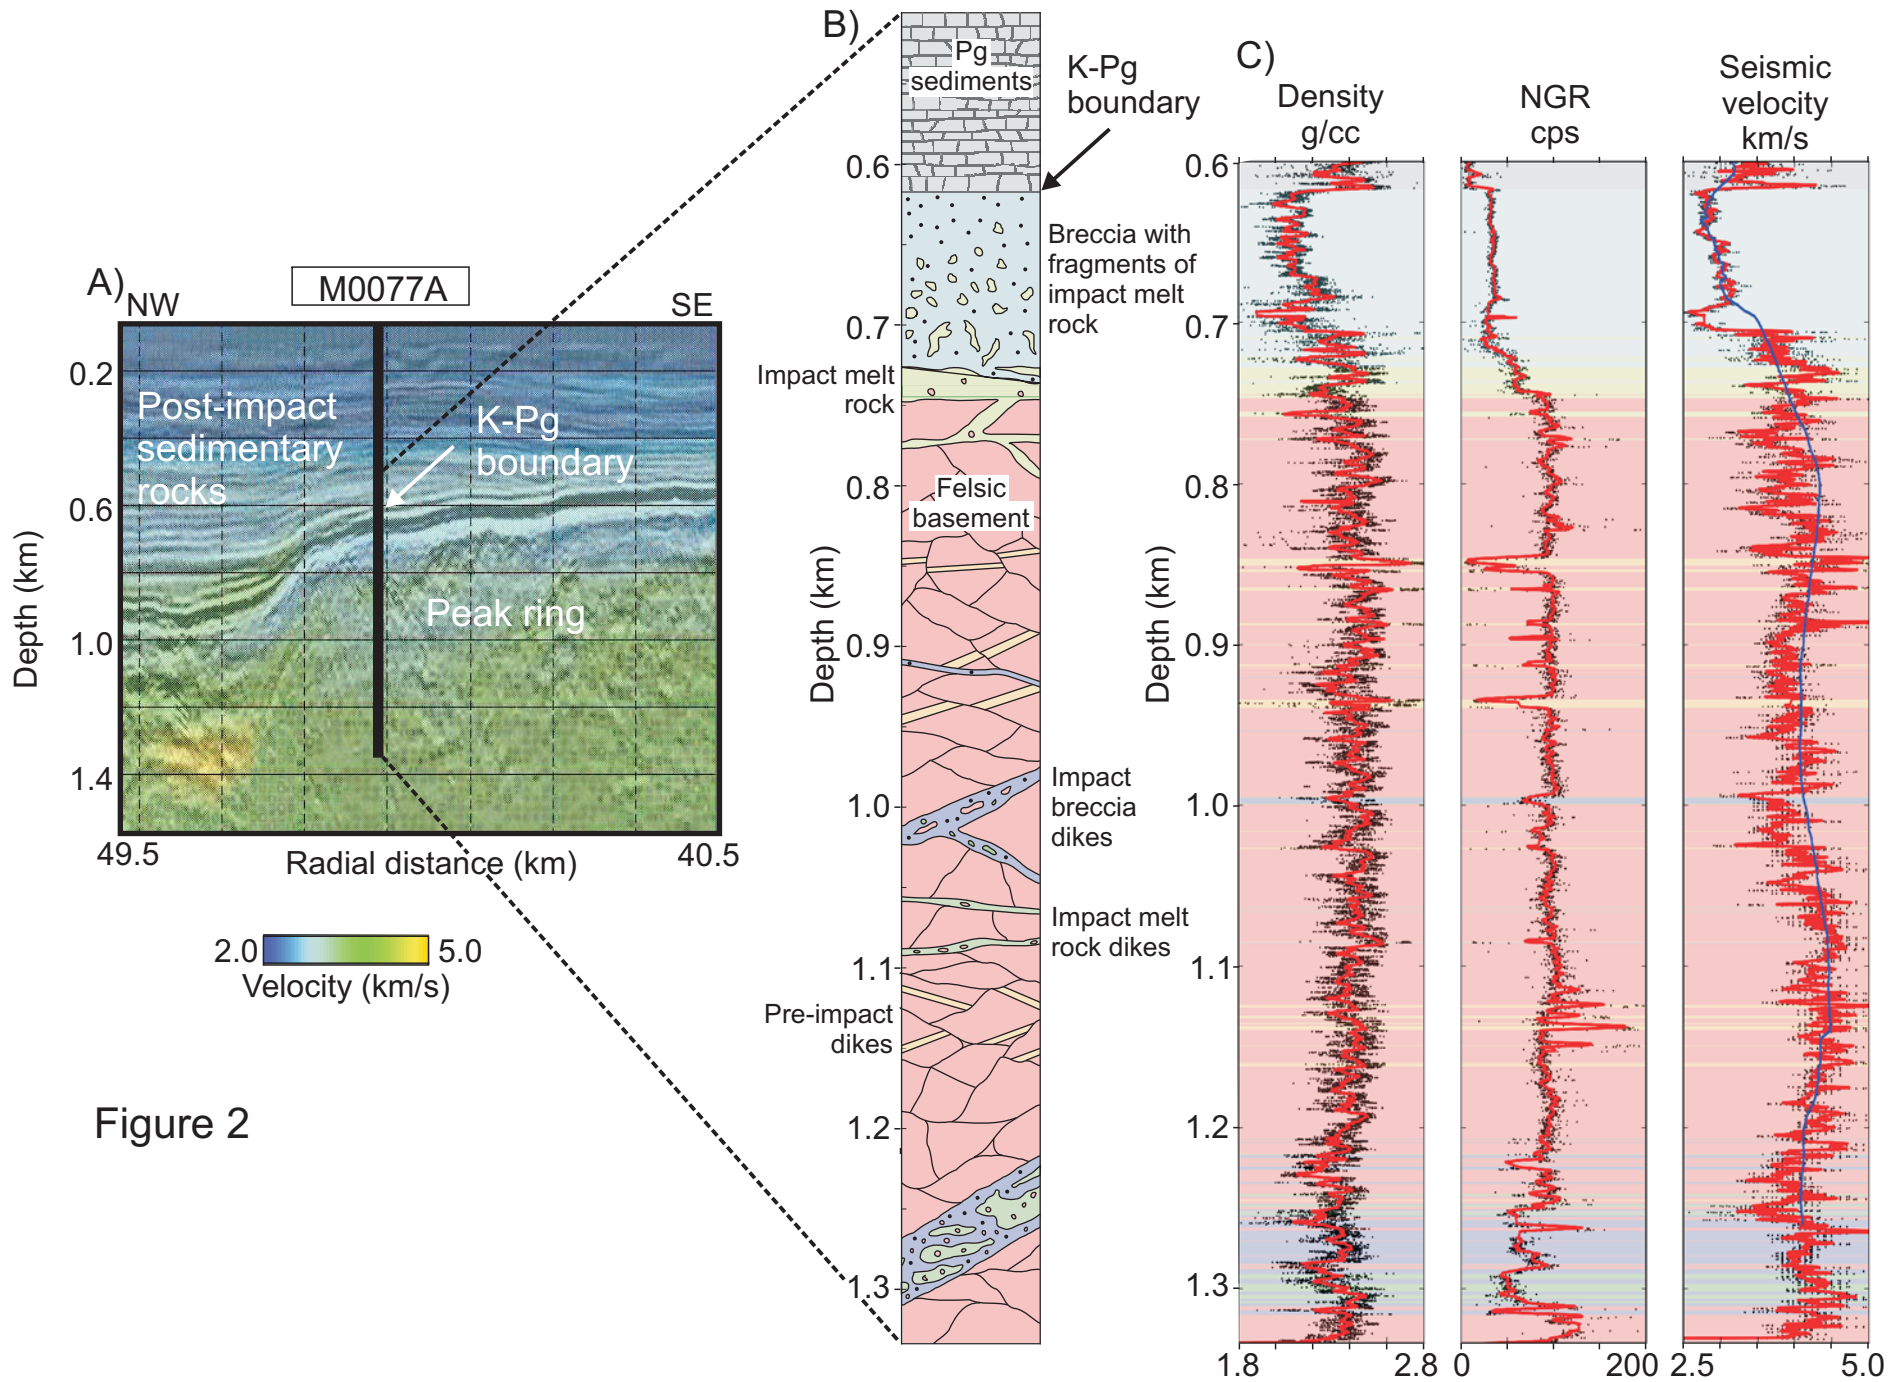 A)
NW
M0077A
SE
0.2
0.6
1.0
1.4
Depth (km)
Post-impact
sedimentary
rocks
K-Pg
boundary
Peak ring
49.5
Radial distance (km)
40.5
2.0
5.0
Velocity (km/s)
Figure 2
B)
Pg
sediments
K-Pg
boundary
0.6
0.7
0.8
0.9
1.0
1.1
1.2
1.3
Depth (km)
Breccia with
fragments of
impact melt
rock
Impact melt
rock
Felsic
basement
Impact
breccia
dikes
Impact melt
rock dikes
Pre-impact
dikes
C)
Density
g/cc
NGR
cps
Seismic
velocity
km/s
0.6
0.7
0.8
0.9
1.0
1.1
1.2
1.3
Depth (km)
1.8
2.8
0
200
2.5
5.0